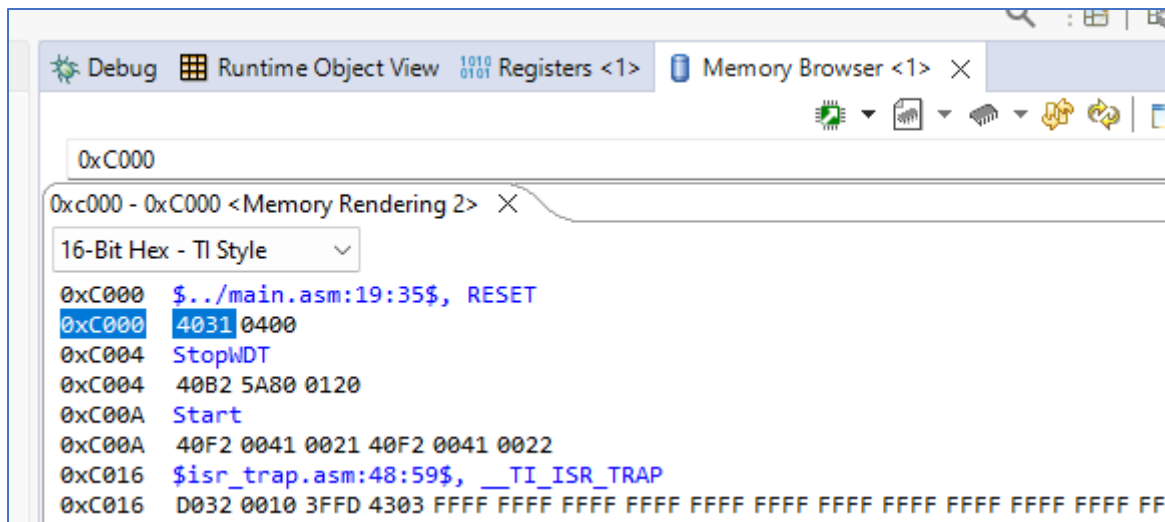 Debug Runtime Object View Registers <1> Memory Browser <1>
0xC000
0xc000 - 0xC000 <Memory Rendering 2>
16-Bit Hex - TI Style
0xC000 $../main.asm:19:35$, RESET
0xC000 4031 0400
0xC004 StopWDT
0xC004 40B2 5A80 0120
0xC00A Start
0xC00A 40F2 0041 0021 40F2 0041 0022
0xC016 $isr_trap.asm:48:59$, __TI_ISR_TRAP
0xC016 D032 0010 3FFD 4303 FFFF FFFF FFFF FFFF FFFF FFFF FFFF FFFF FFFF FFFF FFFF FF